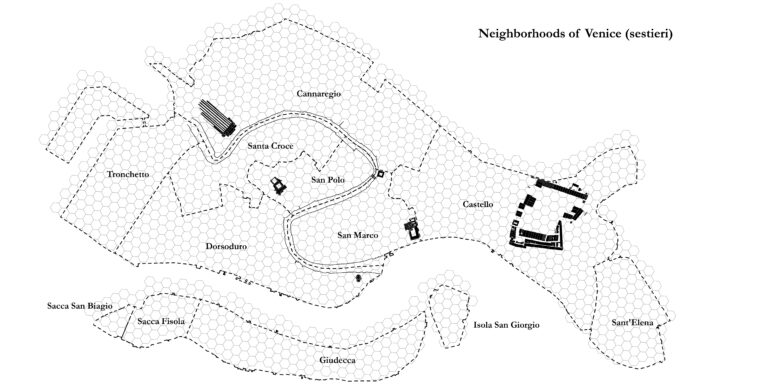 Neighborhoods of Venice (sestieri)
Cannaregio
Santa Croce
Tronchetto
San Polo
Castello
San Marco
Dorsoduro
Sacca San Biagio
Sacca Fisola
Isola San Giorgio
Sant'Elena
Giudecca